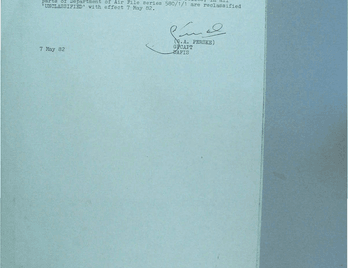 parts of Department of Air File series 580/1/1 are reclassified
'UNCLASSIFIED' with effect 7 May 82.
7 May 82
GPCAPT
DAFIS